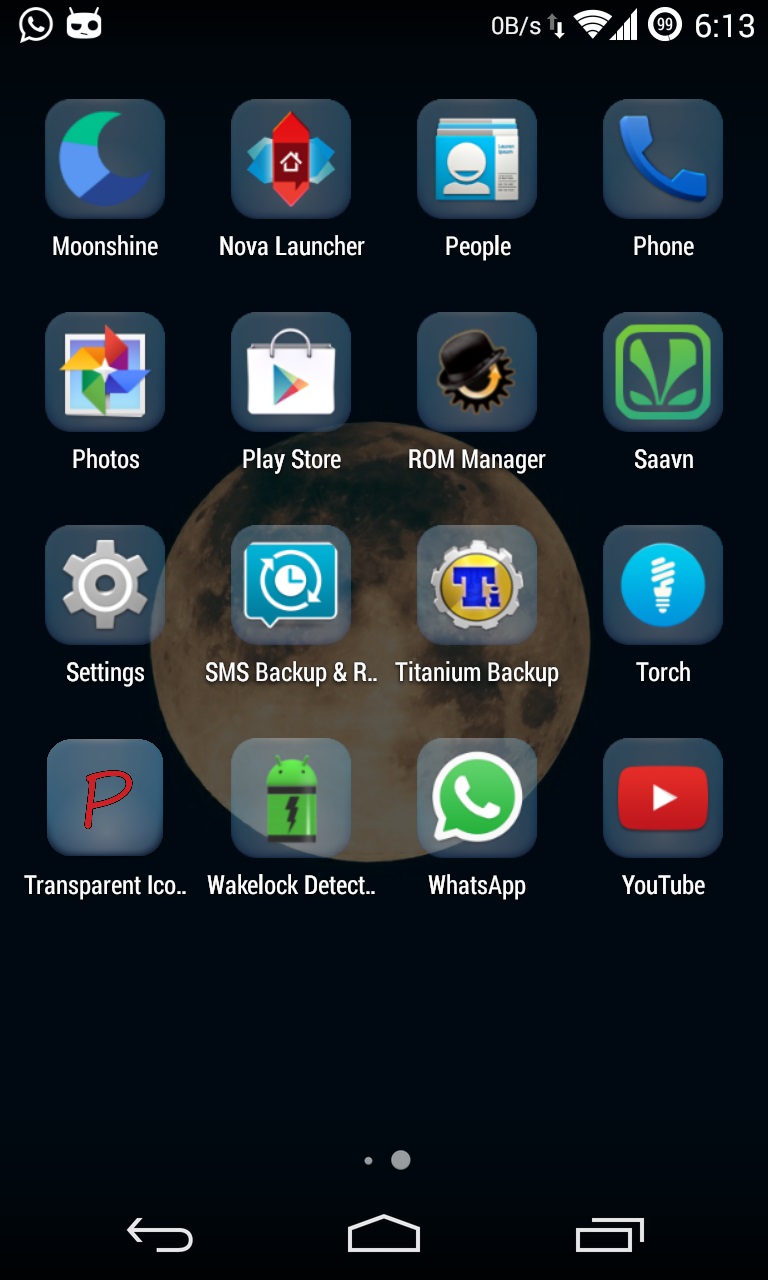 0B/s 99 6:13
Moonshine Nova Launcher People Phone
Photos Play Store ROM Manager Saavn
Settings SMS Backup & R.. Titanium Backup Torch
P
Transparent Ico.. Wakelock Detect.. WhatsApp YouTube